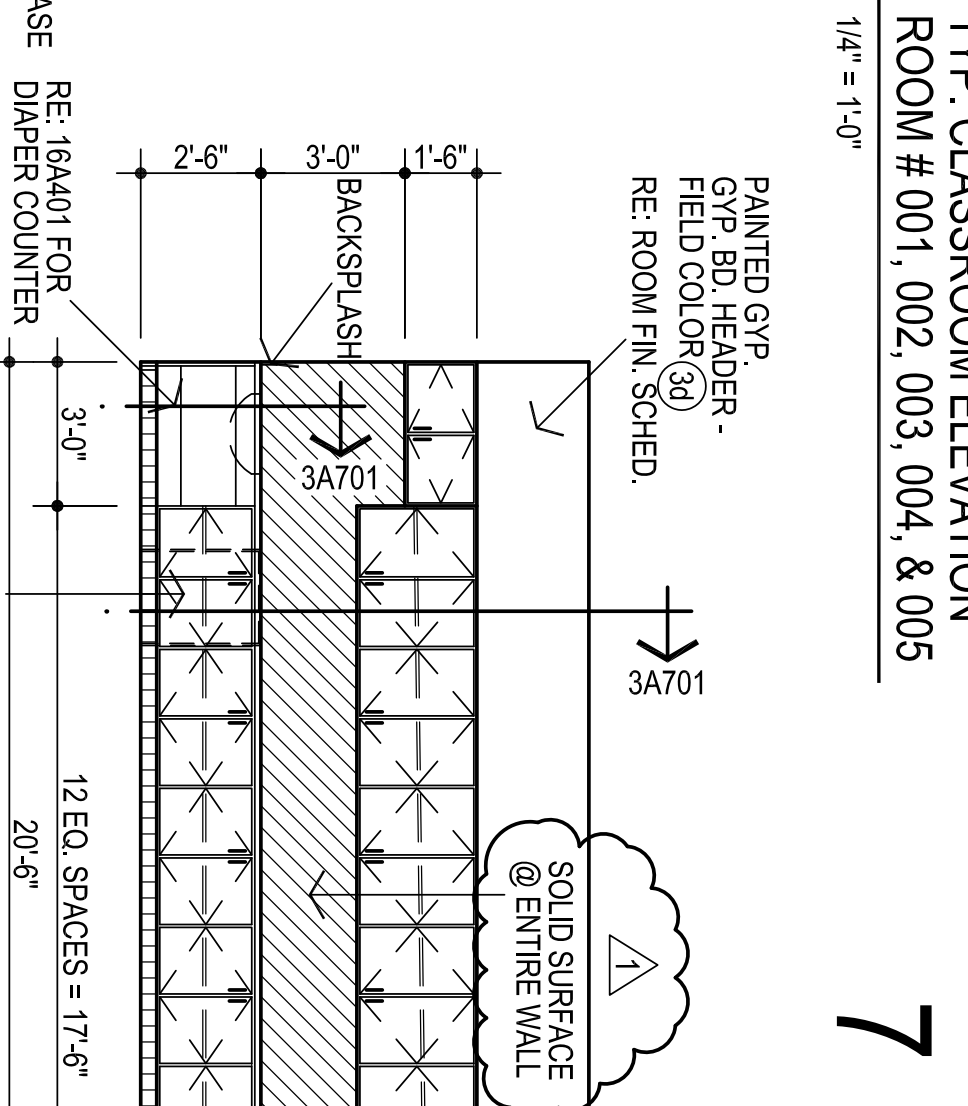 TYP. CLASSROOM ELEVATION
ROOM # 001, 002, 003, 004, & 005
1/4" = 1'-0"
7
PAINTED GYP.
GYP. BD. HEADER -
FIELD COLOR 3d
RE: ROOM FIN. SCHED.
3A701
1
SOLID SURFACE
@ ENTIRE WALL
1'-6"
3'-0"
2'-6"
BACKSPLASH
3A701
RE: 16A401 FOR
DIAPER COUNTER
ASE
3'-0"
12 EQ. SPACES = 17'-6"
20'-6"